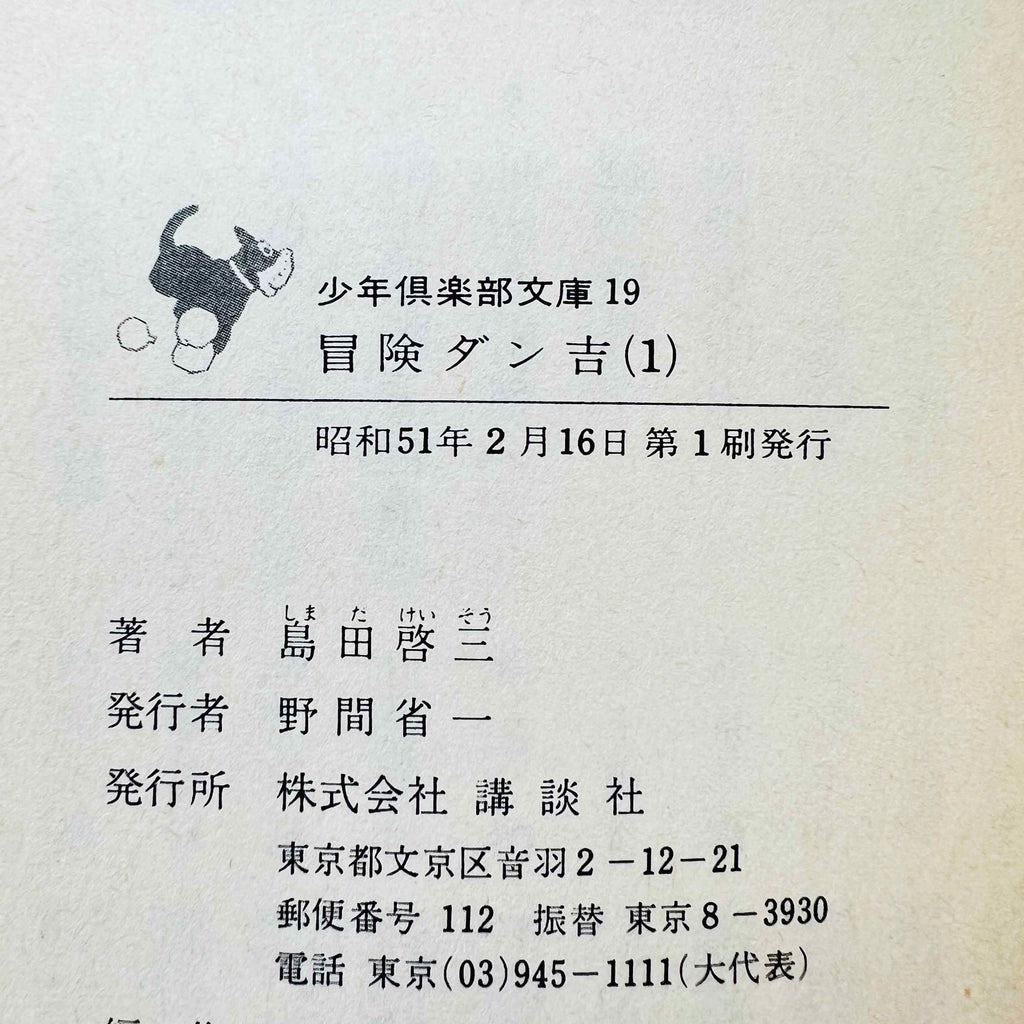 少年倶楽部文庫19
冒険ダン吉(1)
昭和51年2月16日 第1刷発行
しま た けい そう
著 者 島田啓三
発行者 野間省一
発行所 株式会社 講談社
東京都文京区音羽2-12-21
郵便番号 112 振替 東京8-3930
電話 東京(03)945-1111(大代表)